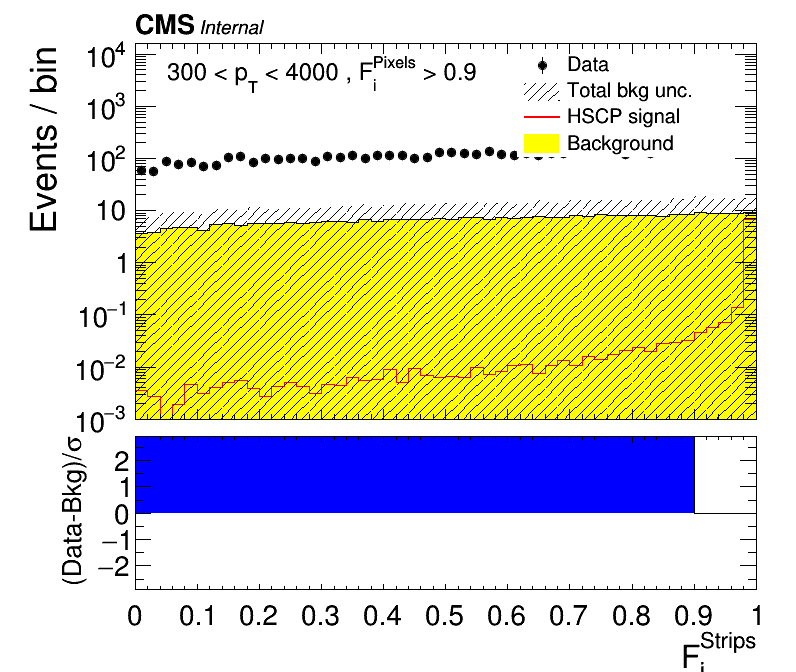 CMS Internal
Events / bin
300 < p_T < 4000 , F_i^Pixels > 0.9
Data
Total bkg unc.
HSCP signal
Background
10^4
10^3
10^2
10
1
10^−1
10^−2
10^−3
(Data-Bkg)/σ
2
1
0
−1
−2
0 0.1 0.2 0.3 0.4 0.5 0.6 0.7 0.8 0.9 1
F_i^Strips